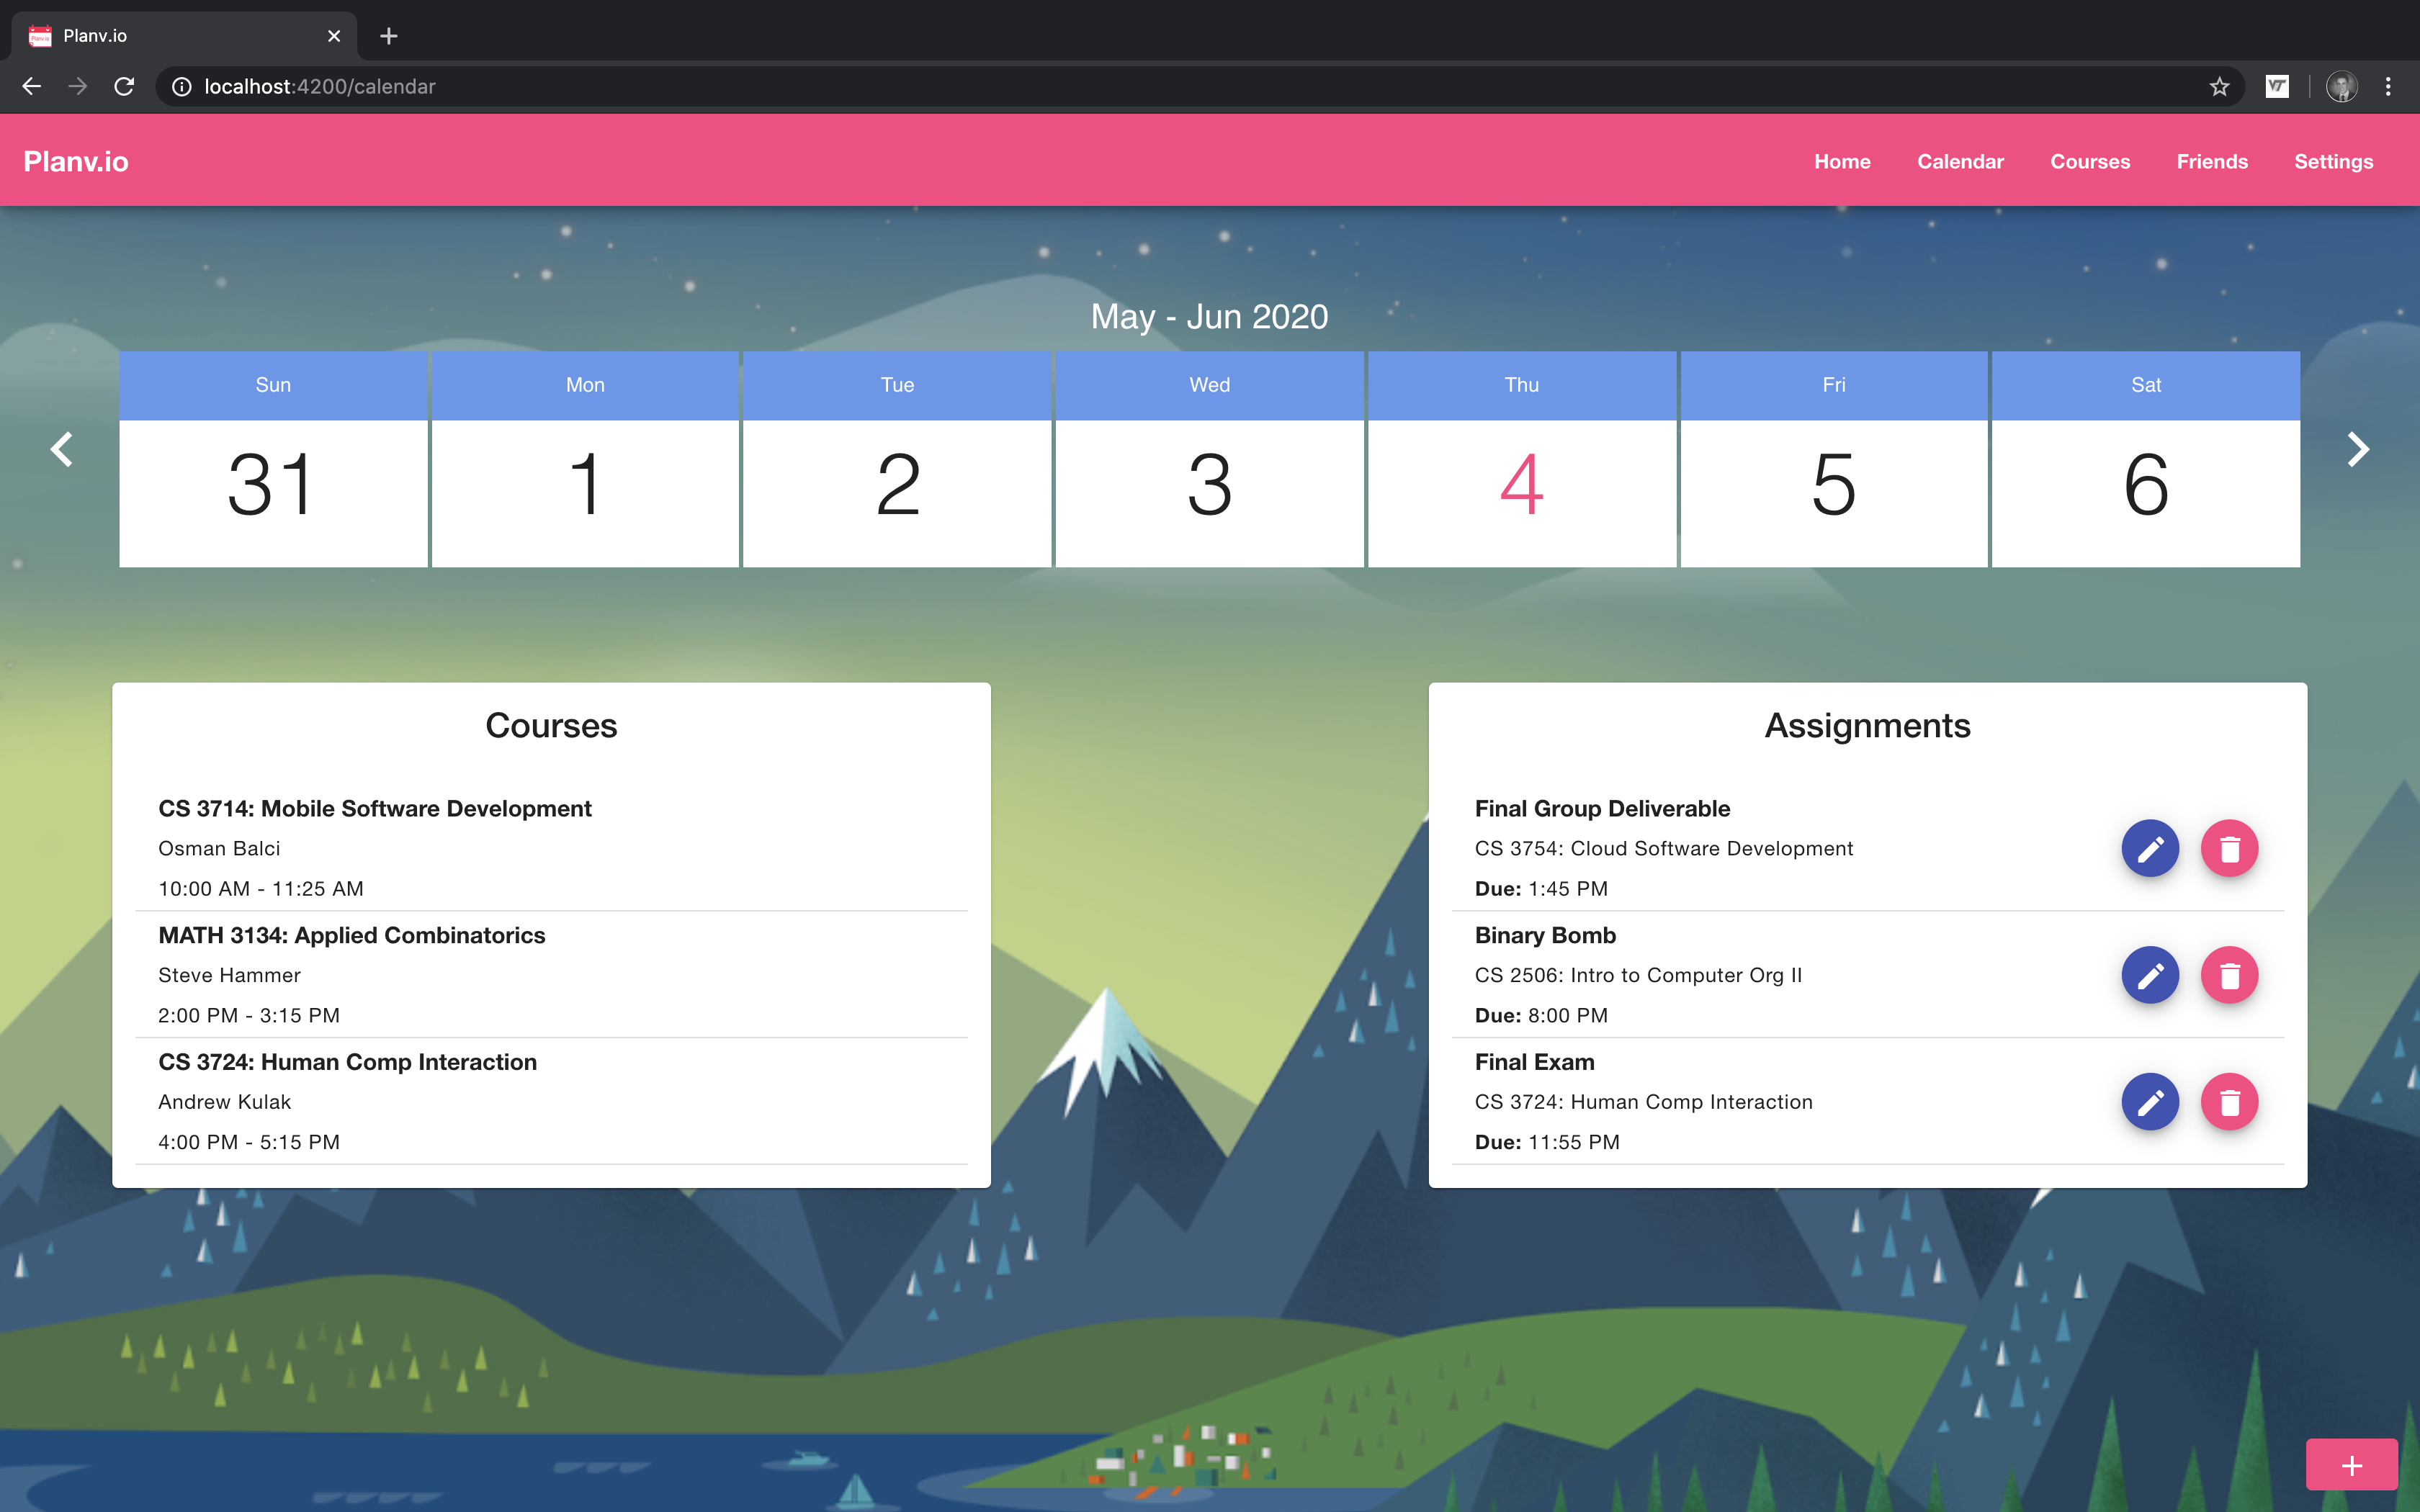 Planv.io
localhost:4200/calendar
VT
Planv.io
Home
Calendar
Courses
Friends
Settings
May - Jun 2020
Sun
Mon
Tue
Wed
Thu
Fri
Sat
31
1
2
3
4
5
6
Courses
CS 3714: Mobile Software Development
Osman Balci
10:00 AM - 11:25 AM
MATH 3134: Applied Combinatorics
Steve Hammer
2:00 PM - 3:15 PM
CS 3724: Human Comp Interaction
Andrew Kulak
4:00 PM - 5:15 PM
Assignments
Final Group Deliverable
CS 3754: Cloud Software Development
Due: 1:45 PM
Binary Bomb
CS 2506: Intro to Computer Org II
Due: 8:00 PM
Final Exam
CS 3724: Human Comp Interaction
Due: 11:55 PM